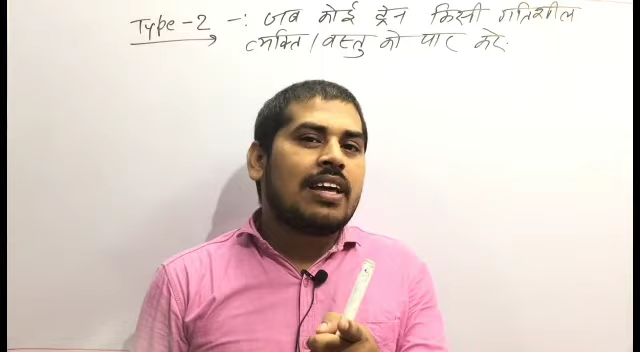 Type-2 -: जब कोई ट्रेन किसी गतिशील
व्यक्ति/वस्तु को पार करे.